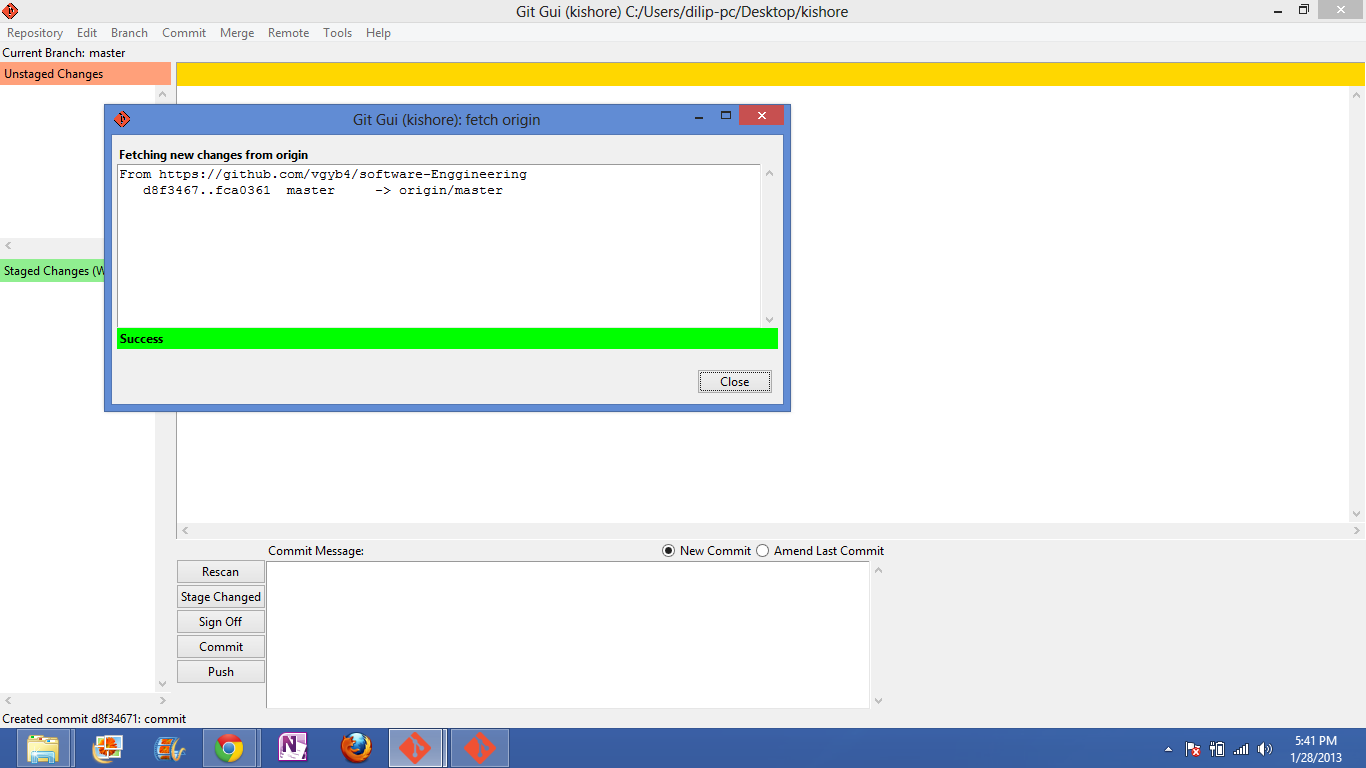 Git Gui (kishore) C:/Users/dilip-pc/Desktop/kishore
Repository Edit Branch Commit Merge Remote Tools Help
Current Branch: master
Unstaged Changes
Git Gui (kishore): fetch origin
Fetching new changes from origin
From https://github.com/vgyb4/software-Enggineering
d8f3467..fca0361 master -> origin/master
Staged Changes (W
Success
Close
Commit Message: New Commit Amend Last Commit
Rescan
Stage Changed
Sign Off
Commit
Push
Created commit d8f34671: commit
N
5:41 PM
1/28/2013